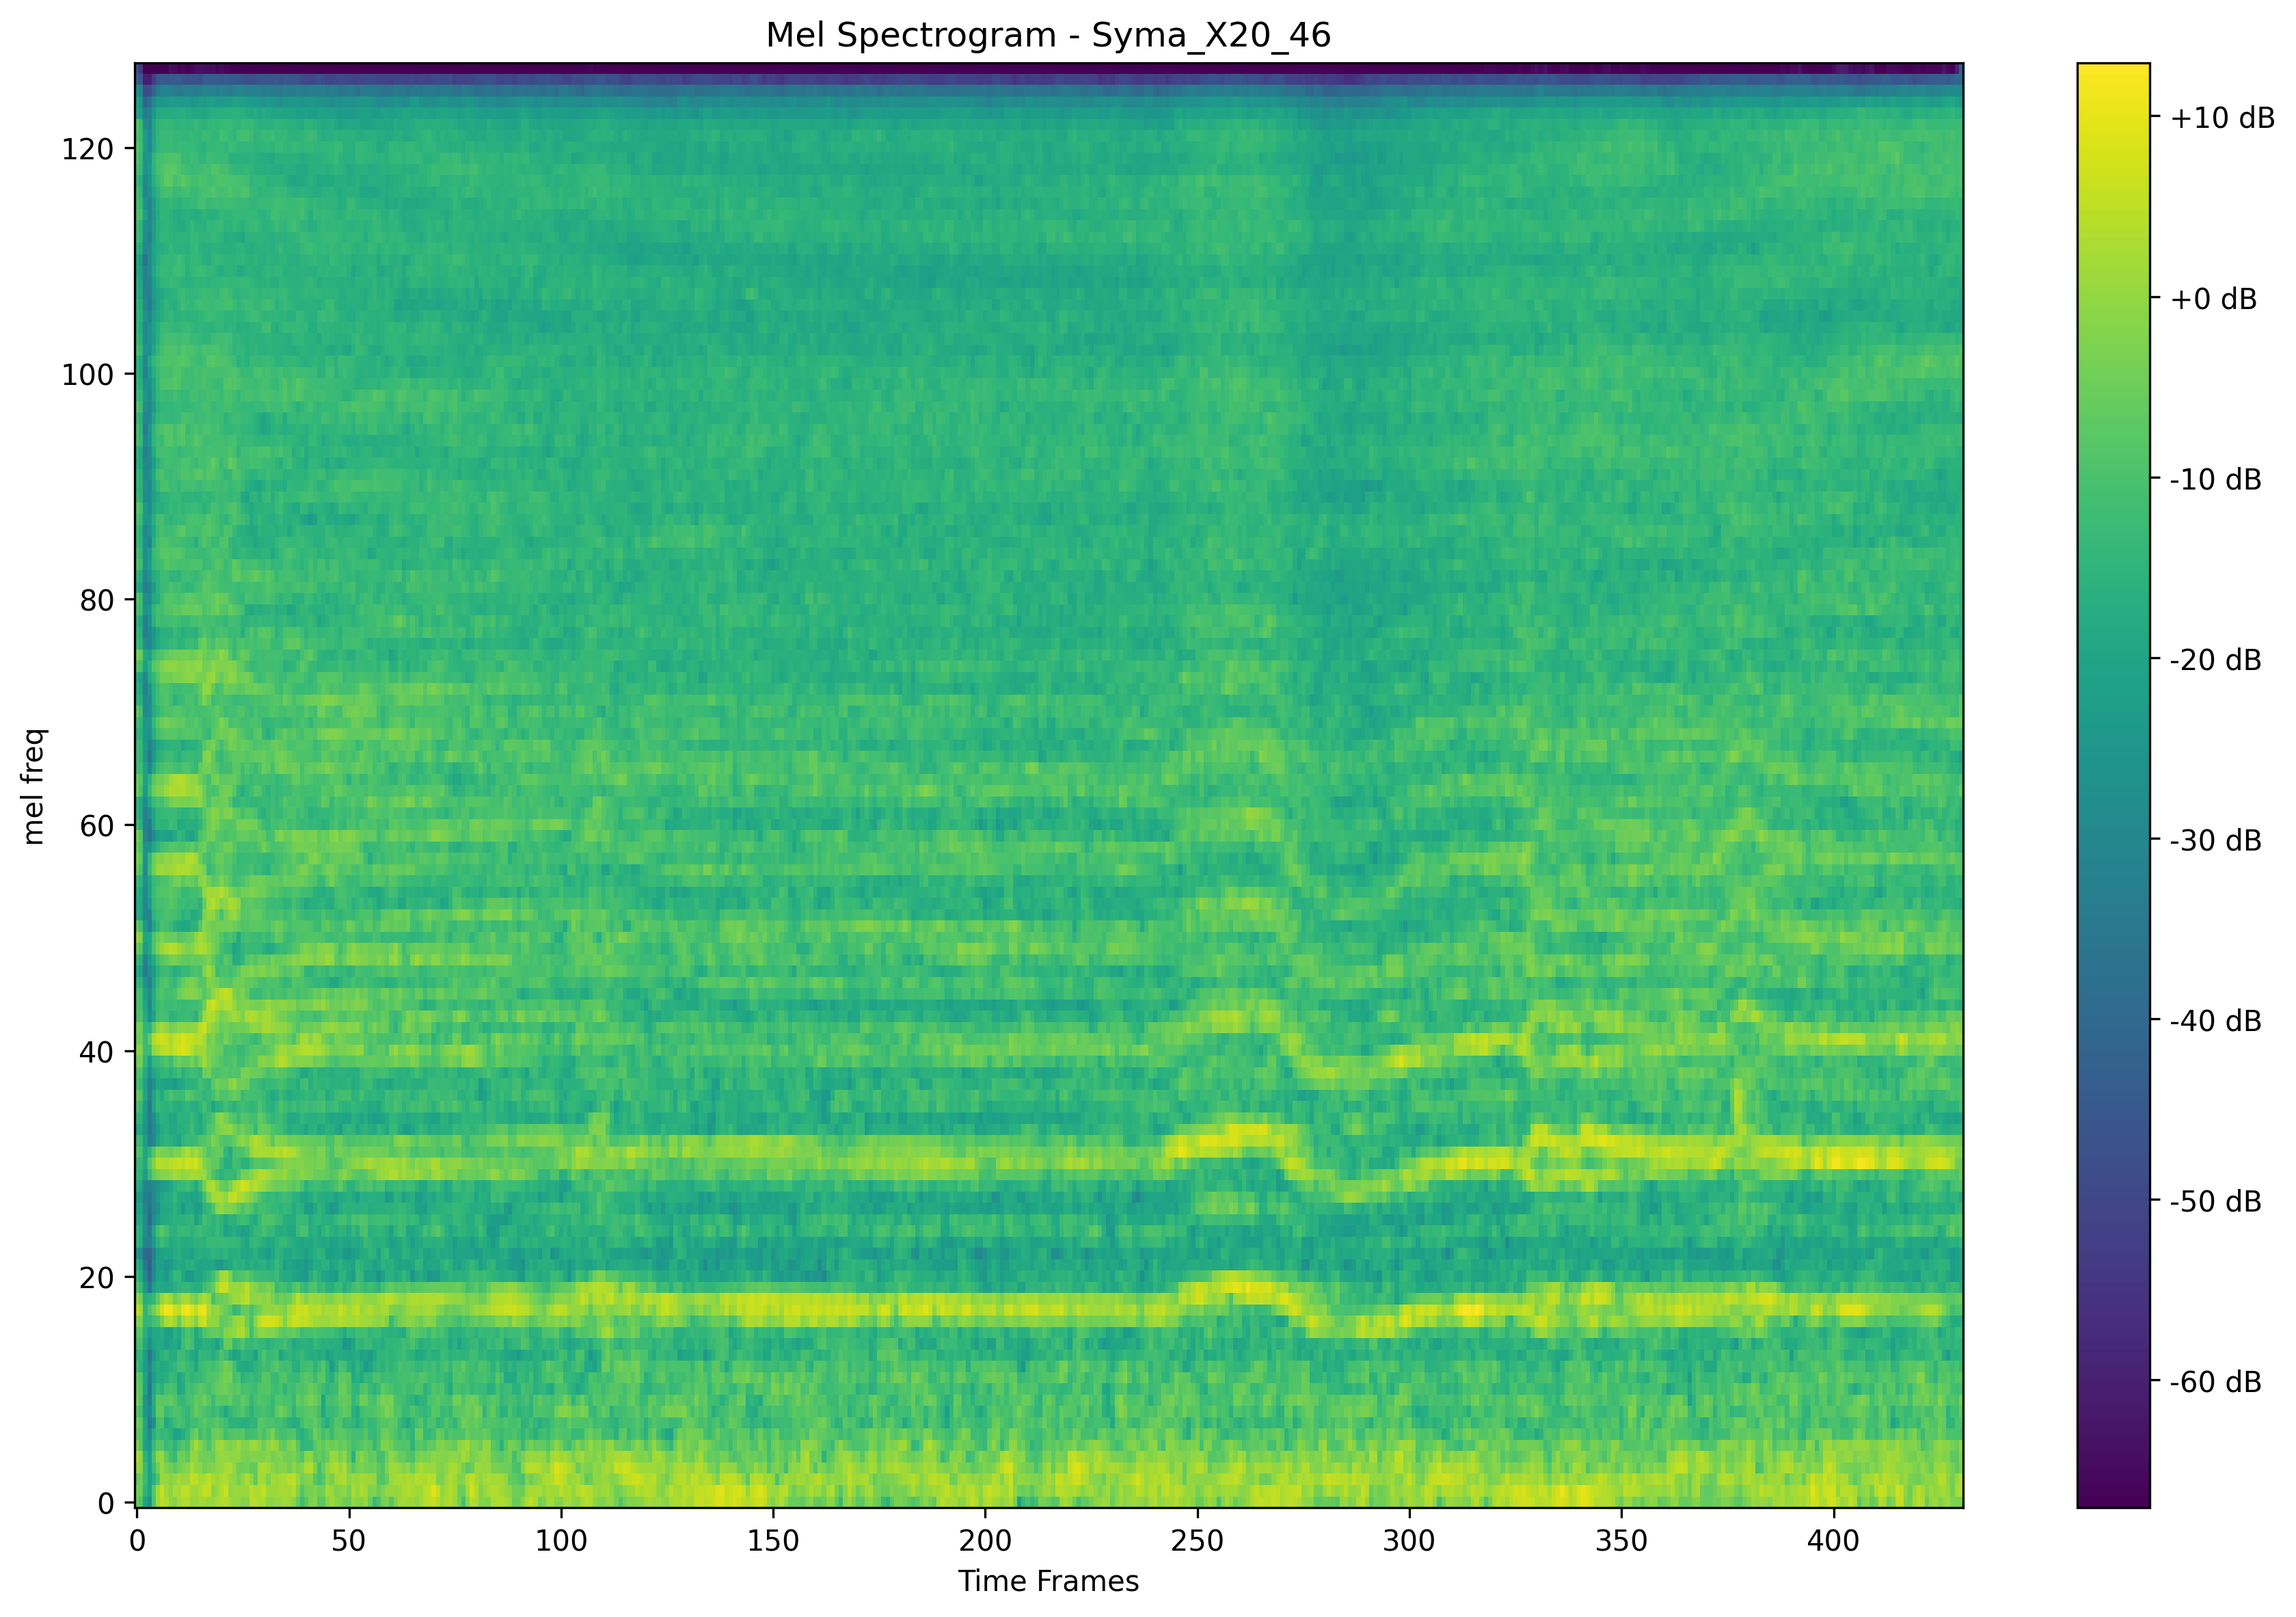 Mel Spectrogram - Syma_X20_46
mel freq
120
100
80
60
40
20
0
0 50 100 150 200 250 300 350 400
Time Frames
+10 dB
+0 dB
-10 dB
-20 dB
-30 dB
-40 dB
-50 dB
-60 dB